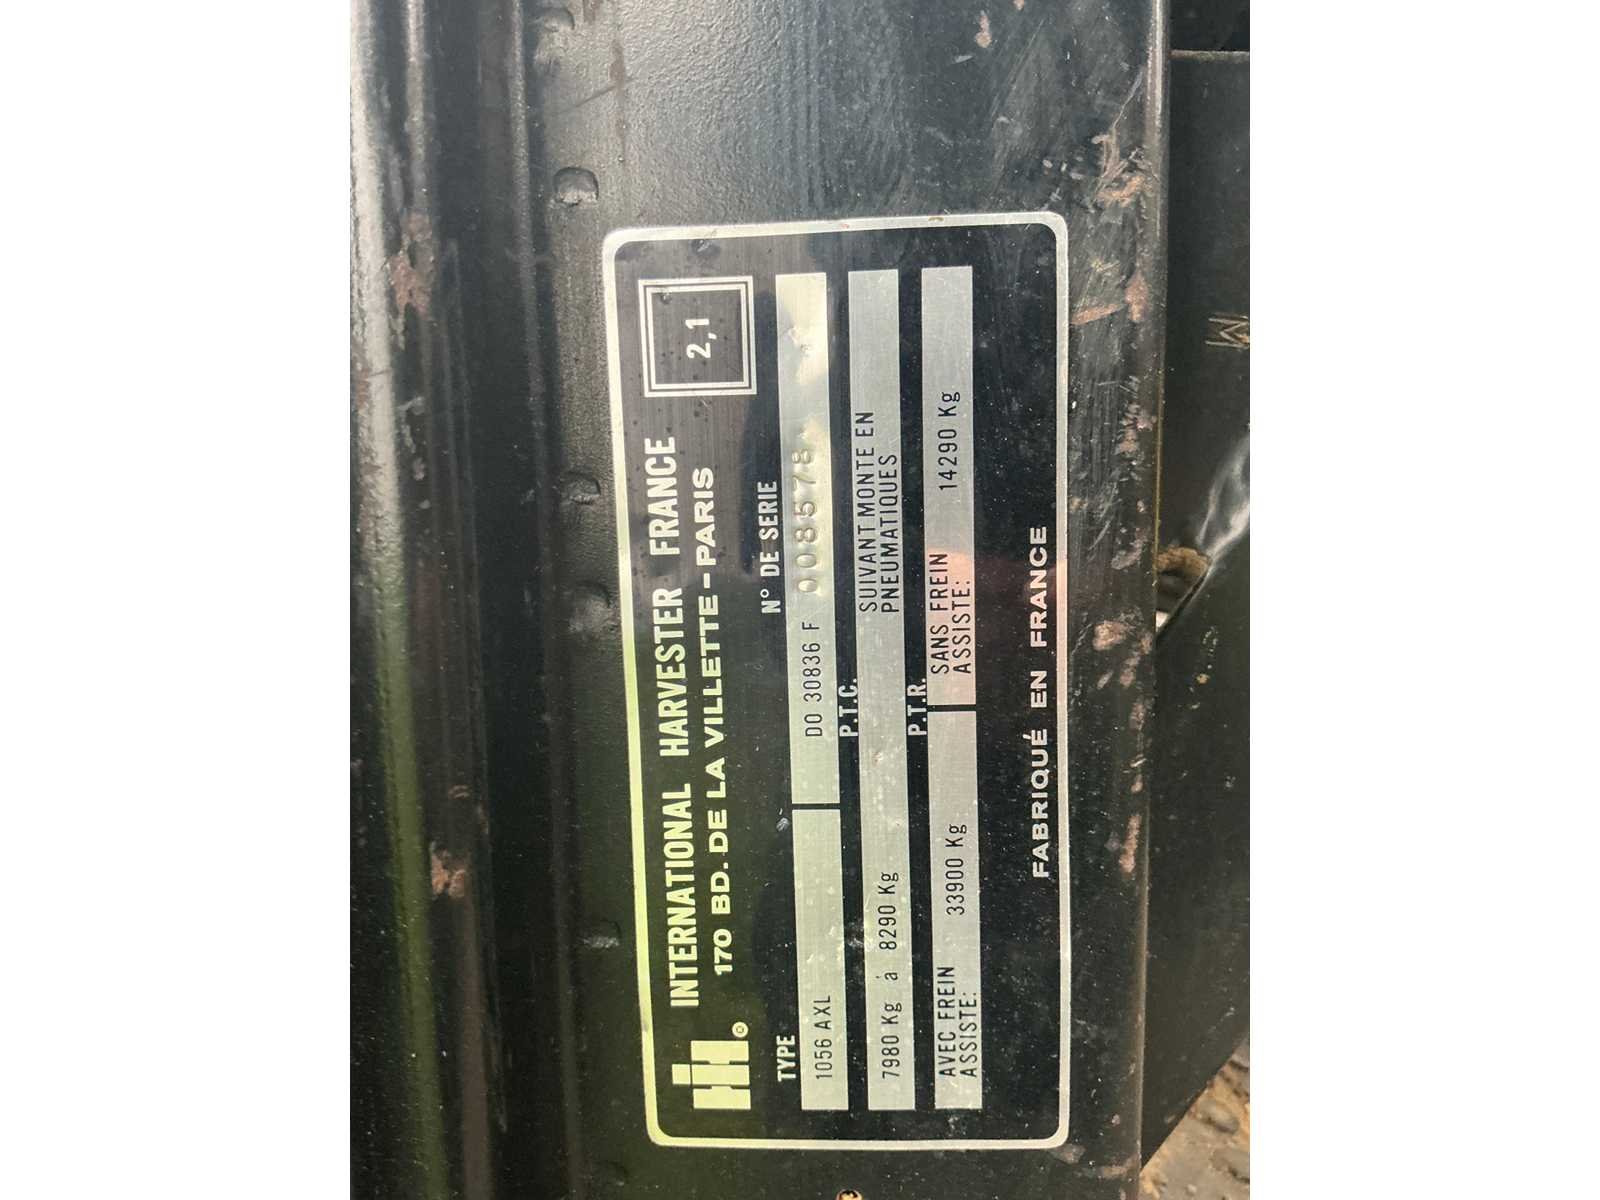 IH®
INTERNATIONAL HARVESTER FRANCE
170 BD. DE LA VILLETTE - PARIS
2,1
TYPE
N° DE SERIE
1056 AXL
DO 30836 F 008578
P.T.C.
7980 Kg á 8290 Kg
SUIVANT MONTE EN
PNEUMATIQUES
P.T.R.
AVEC FREIN
ASSISTE:
33900 Kg
SANS FREIN
ASSISTE:
14290 Kg
FABRIQUÉ EN FRANCE